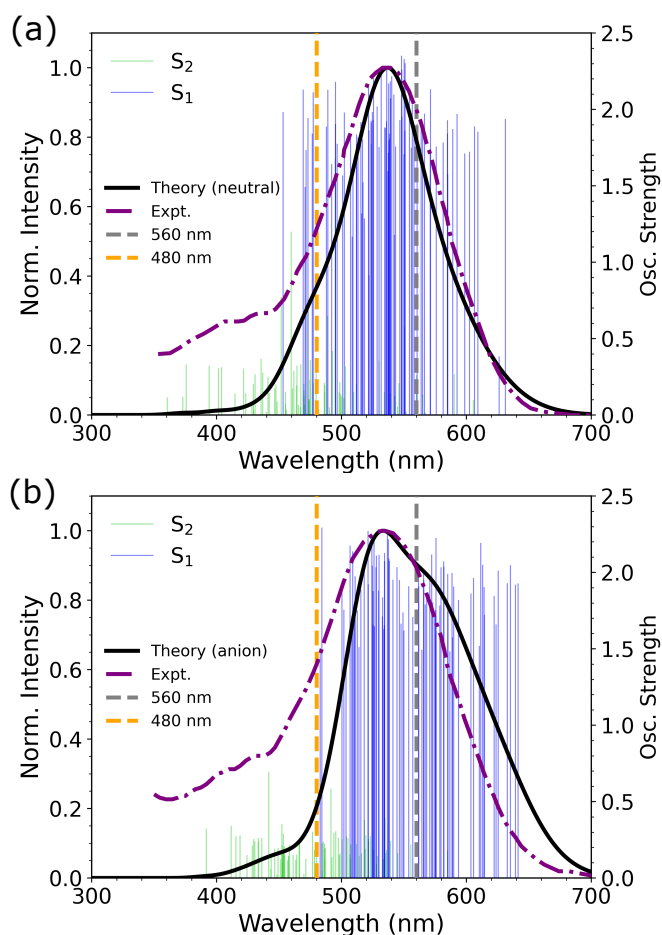 (a)
S2
S1
Theory (neutral)
Expt.
560 nm
480 nm
Norm. Intensity
1.0
0.8
0.6
0.4
0.2
0.0
Osc. Strength
2.5
2.0
1.5
1.0
0.5
0.0
300 400 500 600 700
Wavelength (nm)
(b)
S2
S1
Theory (anion)
Expt.
560 nm
480 nm
Norm. Intensity
1.0
0.8
0.6
0.4
0.2
0.0
Osc. Strength
2.5
2.0
1.5
1.0
0.5
0.0
300 400 500 600 700
Wavelength (nm)